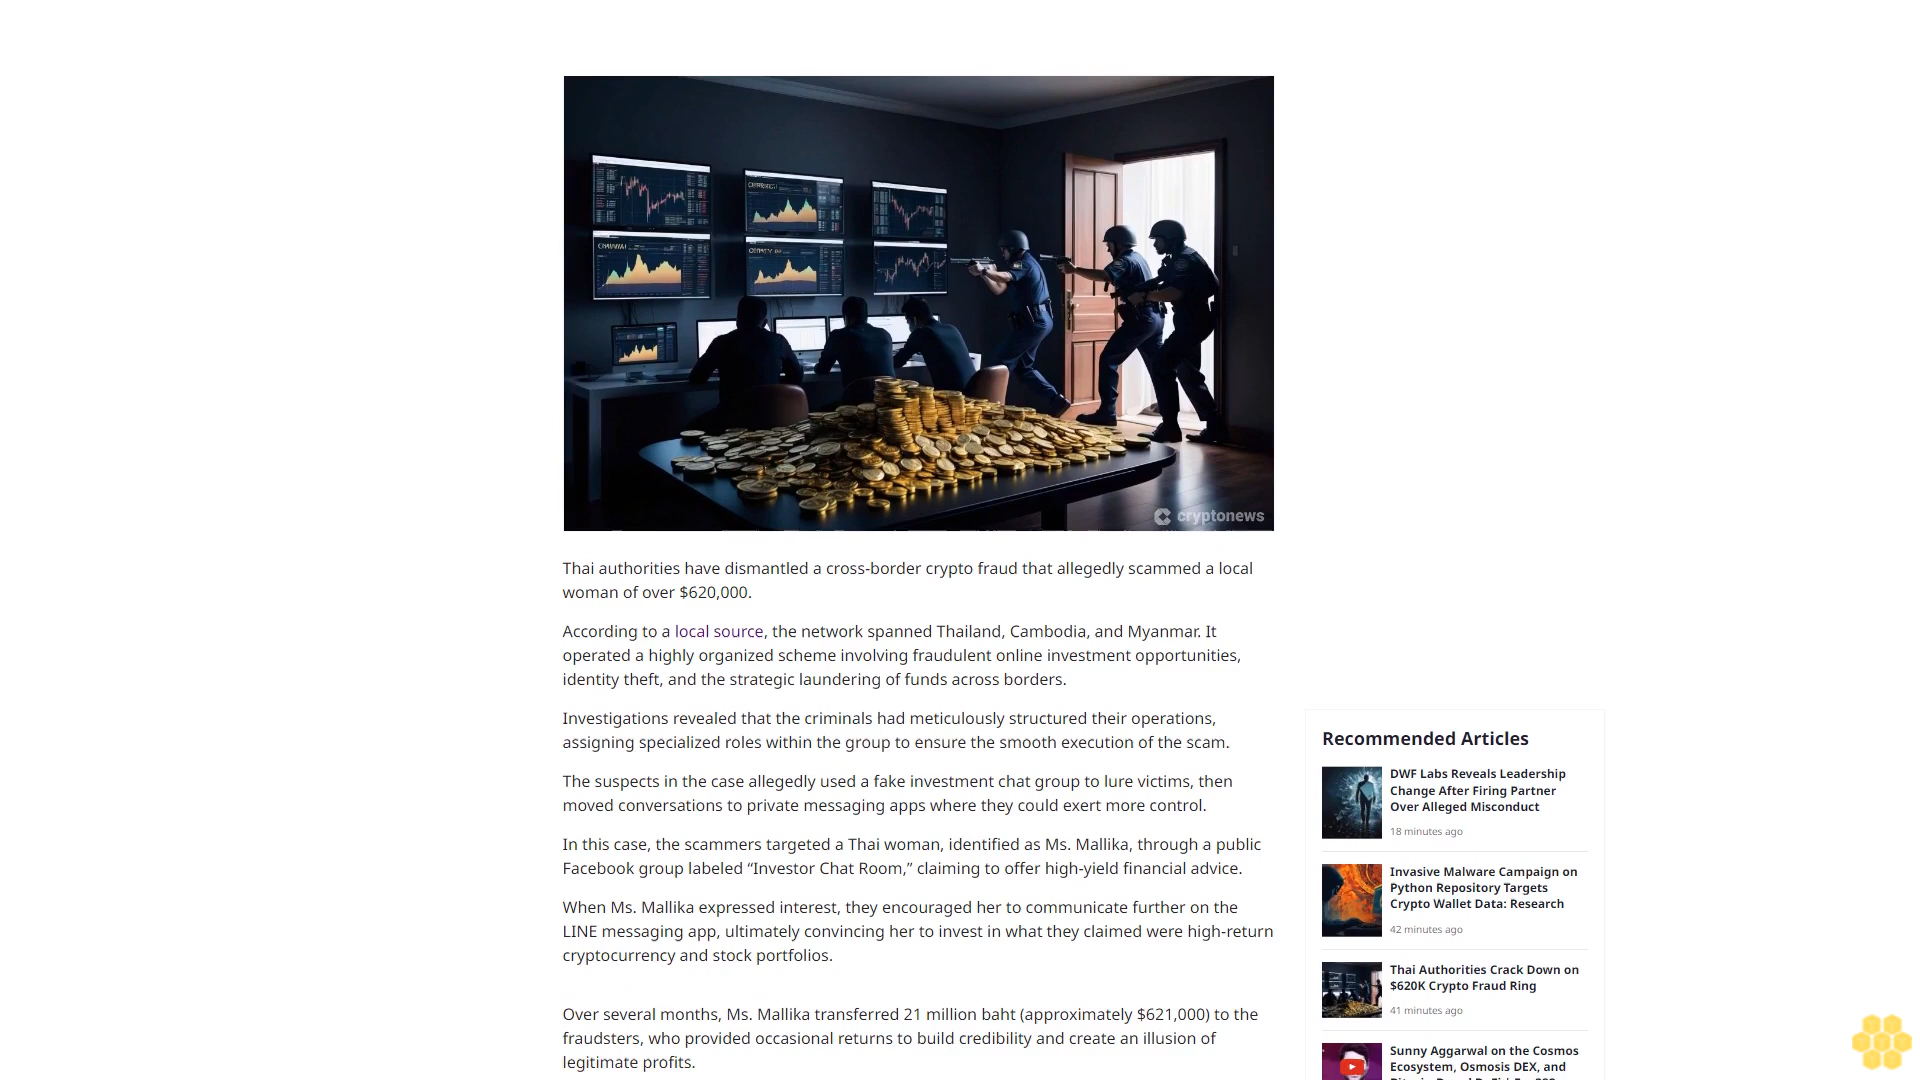 cryptonews
Thai authorities have dismantled a cross-border crypto fraud that allegedly scammed a local
woman of over $620,000.
According to a local source, the network spanned Thailand, Cambodia, and Myanmar. It
operated a highly organized scheme involving fraudulent online investment opportunities,
identity theft, and the strategic laundering of funds across borders.
Investigations revealed that the criminals had meticulously structured their operations,
assigning specialized roles within the group to ensure the smooth execution of the scam.
The suspects in the case allegedly used a fake investment chat group to lure victims, then
moved conversations to private messaging apps where they could exert more control.
In this case, the scammers targeted a Thai woman, identified as Ms. Mallika, through a public
Facebook group labeled “Investor Chat Room,” claiming to offer high-yield financial advice.
When Ms. Mallika expressed interest, they encouraged her to communicate further on the
LINE messaging app, ultimately convincing her to invest in what they claimed were high-return
cryptocurrency and stock portfolios.
Over several months, Ms. Mallika transferred 21 million baht (approximately $621,000) to the
fraudsters, who provided occasional returns to build credibility and create an illusion of
legitimate profits.
Recommended Articles
DWF Labs Reveals Leadership
Change After Firing Partner
Over Alleged Misconduct
18 minutes ago
Invasive Malware Campaign on
Python Repository Targets
Crypto Wallet Data: Research
42 minutes ago
Thai Authorities Crack Down on
$620K Crypto Fraud Ring
41 minutes ago
Sunny Aggarwal on the Cosmos
Ecosystem, Osmosis DEX, and